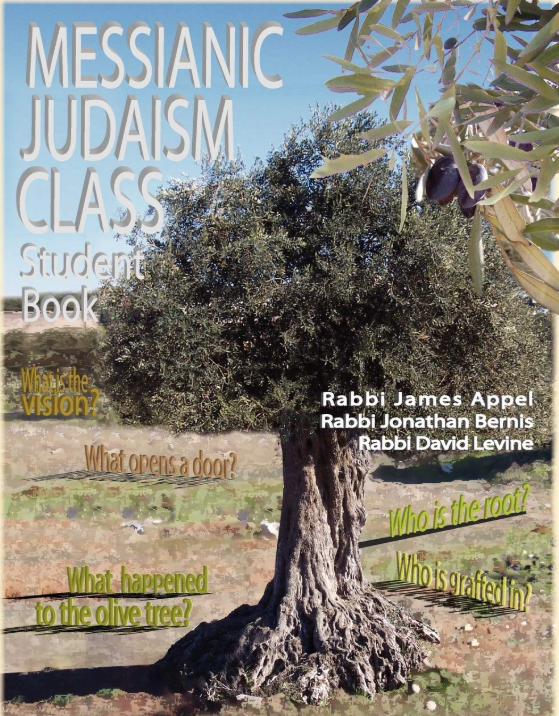 MESSIANIC
JUDAISM
CLASS
Student
Book
What is the
vision?
What opens a door?
Rabbi James Appel
Rabbi Jonathan Bernis
Rabbi David Levine
Who is the root?
Who is grafted in?
What happened
to the olive tree?